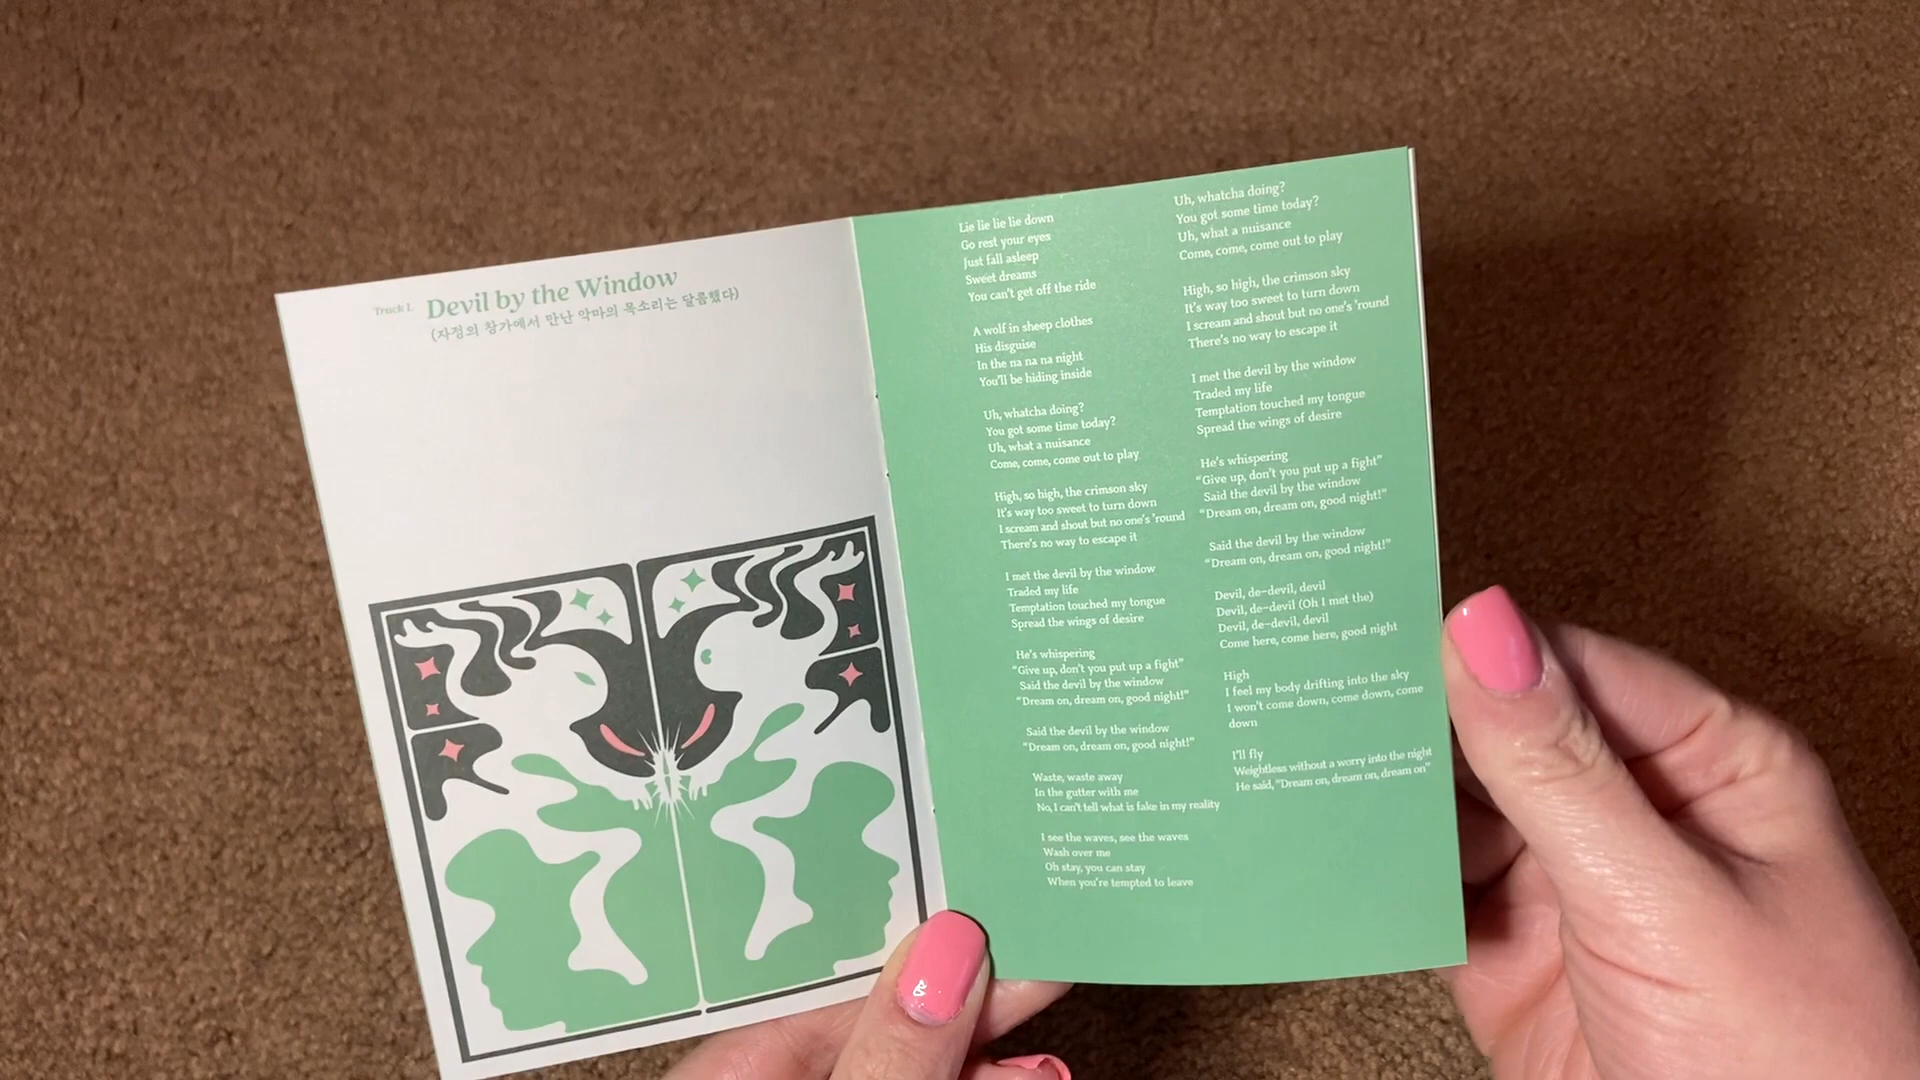 Track 1.
Devil by the Window
(자정의 창가에서 만난 악마의 목소리는 달콤했다)
Lie lie lie lie down
Go rest your eyes
Just fall asleep
Sweet dreams
You can't get off the ride
A wolf in sheep clothes
His disguise
In the na na na night
You'll be hiding inside
Uh, whatcha doing?
You got some time today?
Uh, what a nuisance
Come, come, come out to play
High, so high, the crimson sky
It's way too sweet to turn down
I scream and shout but no one's 'round
There's no way to escape it
I met the devil by the window
Traded my life
Temptation touched my tongue
Spread the wings of desire
He's whispering
"Give up, don't you put up a fight"
Said the devil by the window
"Dream on, dream on, good night!"
Said the devil by the window
"Dream on, dream on, good night!"
Waste, waste away
In the gutter with me
No, I can't tell what is fake in my reality
I see the waves, see the waves
Wash over me
Oh stay, you can stay
When you're tempted to leave
Uh, whatcha doing?
You got some time today?
Uh, what a nuisance
Come, come, come out to play
High, so high, the crimson sky
It's way too sweet to turn down
I scream and shout but no one's 'round
There's no way to escape it
I met the devil by the window
Traded my life
Temptation touched my tongue
Spread the wings of desire
He's whispering
"Give up, don't you put up a fight"
Said the devil by the window
"Dream on, dream on, good night!"
Said the devil by the window
"Dream on, dream on, good night!"
Devil, de-devil, devil
Devil, de-devil (Oh I met the)
Devil, de-devil, devil
Come here, come here, good night
High
I feel my body drifting into the sky
I won't come down, come down, come
down
I'll fly
Weightless without a worry into the night
He said, "Dream on, dream on, dream on"